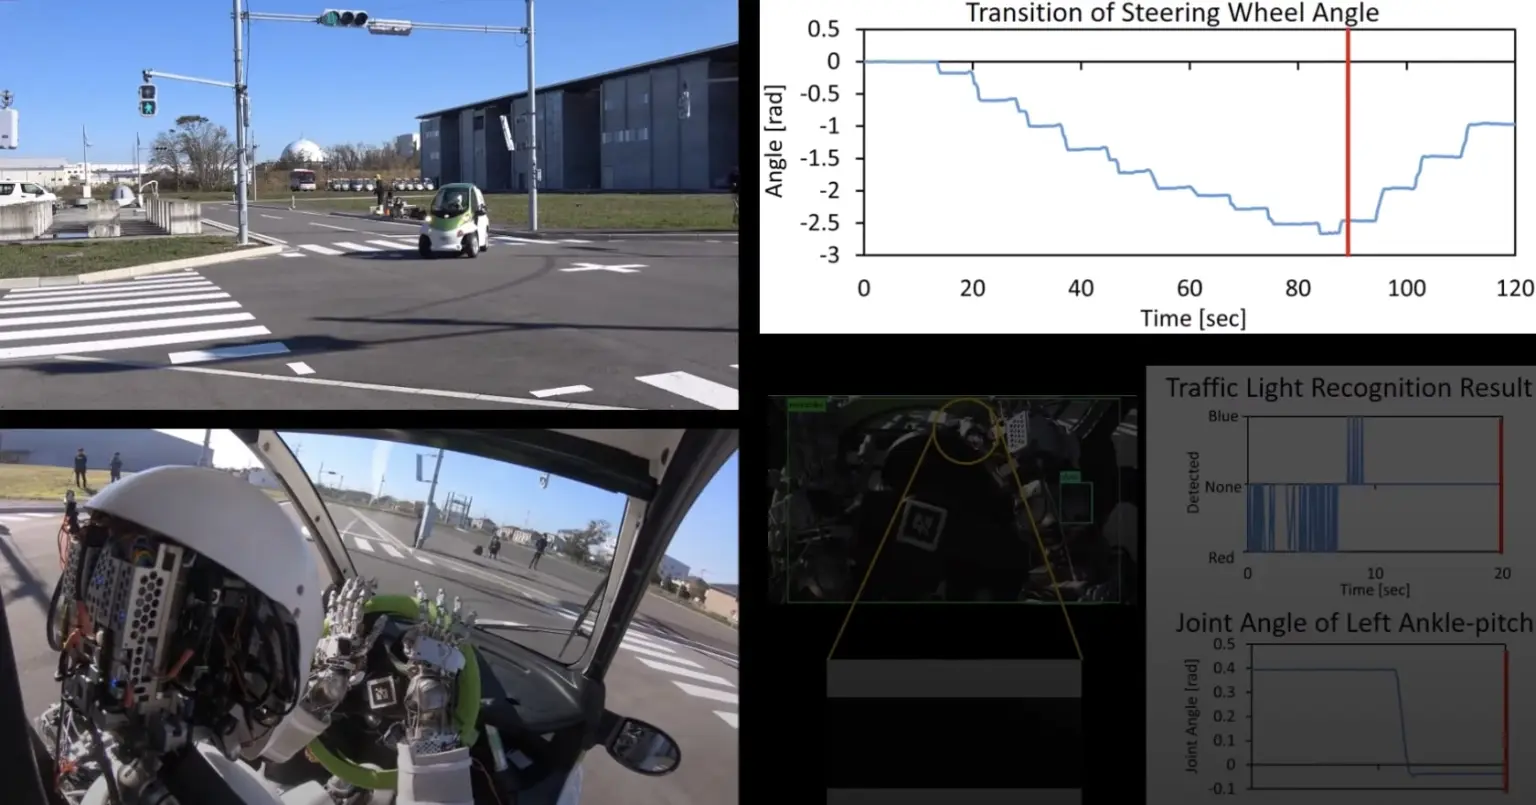 Transition of Steering Wheel Angle
Angle [rad]
0.5
0
-0.5
-1
-1.5
-2
-2.5
-3
0 20 40 60 80 100 120
Time [sec]
Traffic Light Recognition Result
Detected
Blue
None
Red
0 10 20
Time [sec]
Joint Angle of Left Ankle-pitch
Joint Angle [rad]
0.5
0.4
0.3
0.2
0.1
0
-0.1